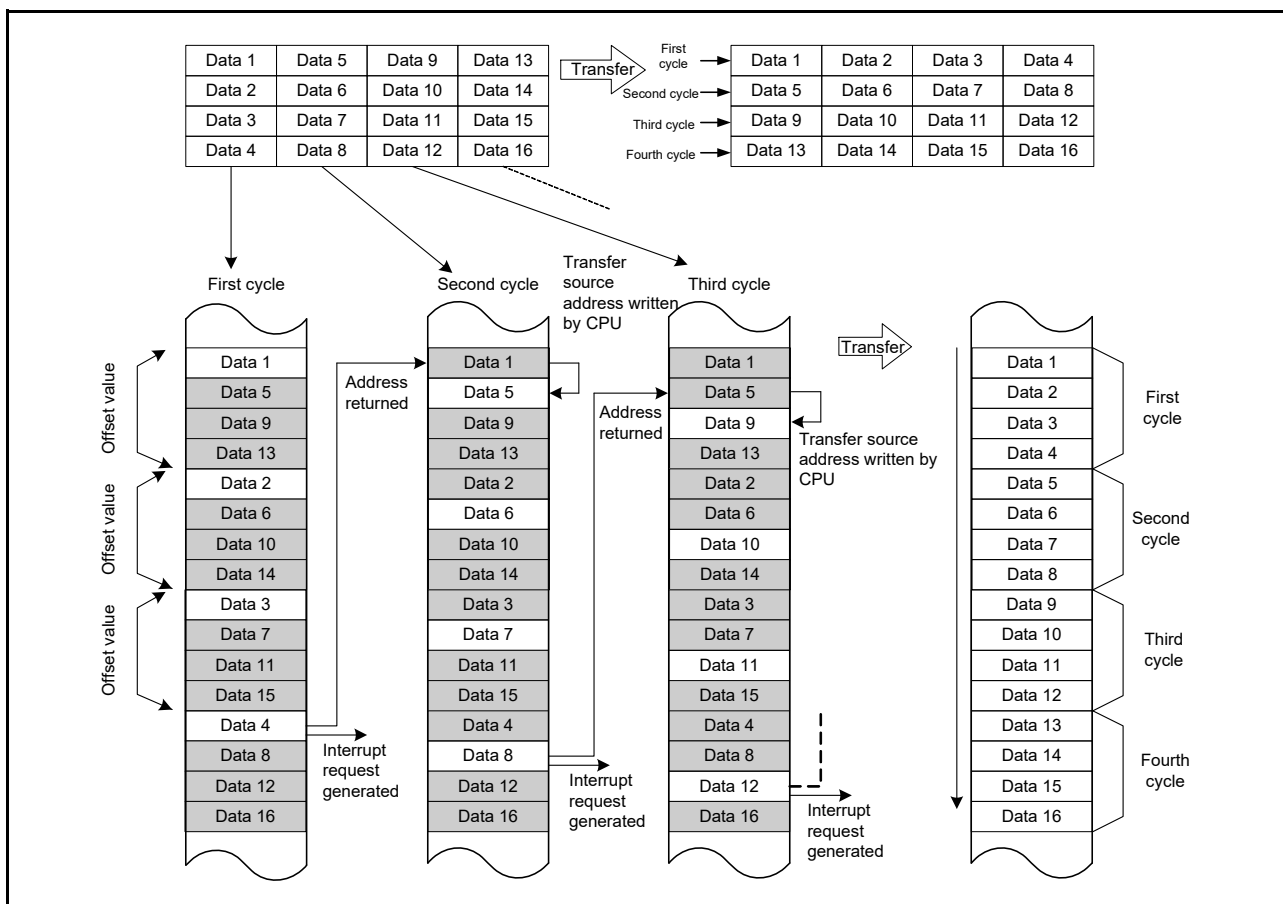 Data 1 Data 5 Data 9 Data 13
Data 2 Data 6 Data 10 Data 14
Data 3 Data 7 Data 11 Data 15
Data 4 Data 8 Data 12 Data 16
Transfer
First
cycle
Data 1 Data 2 Data 3 Data 4
Second cycle
Data 5 Data 6 Data 7 Data 8
Third cycle
Data 9 Data 10 Data 11 Data 12
Fourth cycle
Data 13 Data 14 Data 15 Data 16
First cycle
Offset value
Offset value
Offset value
Data 1
Data 5
Data 9
Data 13
Data 2
Data 6
Data 10
Data 14
Data 3
Data 7
Data 11
Data 15
Data 4
Data 8
Data 12
Data 16
Address
returned
Interrupt
request
generated
Second cycle
Transfer
source
address written
by CPU
Data 1
Data 5
Data 9
Data 13
Data 2
Data 6
Data 10
Data 14
Data 3
Data 7
Data 11
Data 15
Data 4
Data 8
Data 12
Data 16
Address
returned
Interrupt
request
generated
Third cycle
Data 1
Data 5
Data 9
Data 13
Data 2
Data 6
Data 10
Data 14
Data 3
Data 7
Data 11
Data 15
Data 4
Data 8
Data 12
Data 16
Transfer source
address written by
CPU
Interrupt
request
generated
Transfer
Data 1
Data 2
Data 3
Data 4
Data 5
Data 6
Data 7
Data 8
Data 9
Data 10
Data 11
Data 12
Data 13
Data 14
Data 15
Data 16
First
cycle
Second
cycle
Third
cycle
Fourth
cycle